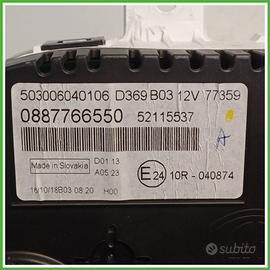 503006040106 D369 B03 12V 77359
0887766550 52115537
A
Made in Slovakia D01.13
A05.23
E 24 10R - 040874
16/10/18B03 08:20 H00
subito